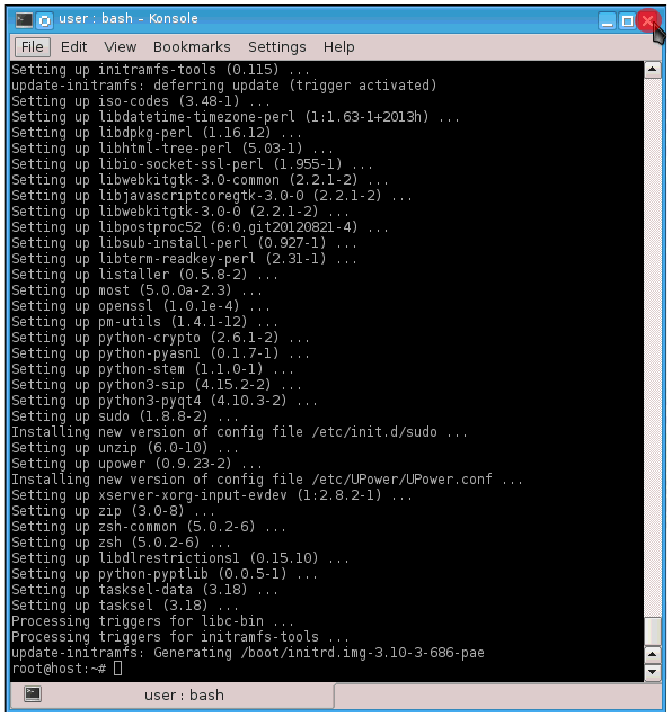 user : bash - Konsole
File Edit View Bookmarks Settings Help
Setting up initramfs-tools (0.115) ...
update-initramfs: deferring update (trigger activated)
Setting up iso-codes (3.48-1) ...
Setting up libdatetime-timezone-perl (1:1.63-1+2013h) ...
Setting up libdpkg-perl (1.16.12) ...
Setting up libhtml-tree-perl (5.03-1) ...
Setting up libio-socket-ssl-perl (1.955-1) ...
Setting up libwebkitgtk-3.0-common (2.2.1-2) ...
Setting up libjavascriptcoregtk-3.0-0 (2.2.1-2) ...
Setting up libwebkitgtk-3.0-0 (2.2.1-2) ...
Setting up libpostproc52 (6:0.git20120821-4) ...
Setting up libsub-install-perl (0.927-1) ...
Setting up libterm-readkey-perl (2.31-1) ...
Setting up listaller (0.5.8-2) ...
Setting up most (5.0.0a-2.3) ...
Setting up openssl (1.0.1e-4) ...
Setting up pm-utils (1.4.1-12) ...
Setting up python-crypto (2.6.1-2) ...
Setting up python-pyasn1 (0.1.7-1) ...
Setting up python-stem (1.1.0-1) ...
Setting up python3-sip (4.15.2-2) ...
Setting up python3-pyqt4 (4.10.3-2) ...
Setting up sudo (1.8.8-2) ...
Installing new version of config file /etc/init.d/sudo ...
Setting up unzip (6.0-10) ...
Setting up upower (0.9.23-2) ...
Installing new version of config file /etc/UPower/UPower.conf ...
Setting up xserver-xorg-input-evdev (1:2.8.2-1) ...
Setting up zip (3.0-8) ...
Setting up zsh-common (5.0.2-6) ...
Setting up zsh (5.0.2-6) ...
Setting up libdlrestrictions1 (0.15.10) ...
Setting up python-pyptlib (0.0.5-1) ...
Setting up tasksel-data (3.18) ...
Setting up tasksel (3.18) ...
Processing triggers for libc-bin ...
Processing triggers for initramfs-tools ...
update-initramfs: Generating /boot/initrd.img-3.10-3-686-pae
root@host:~#
user : bash